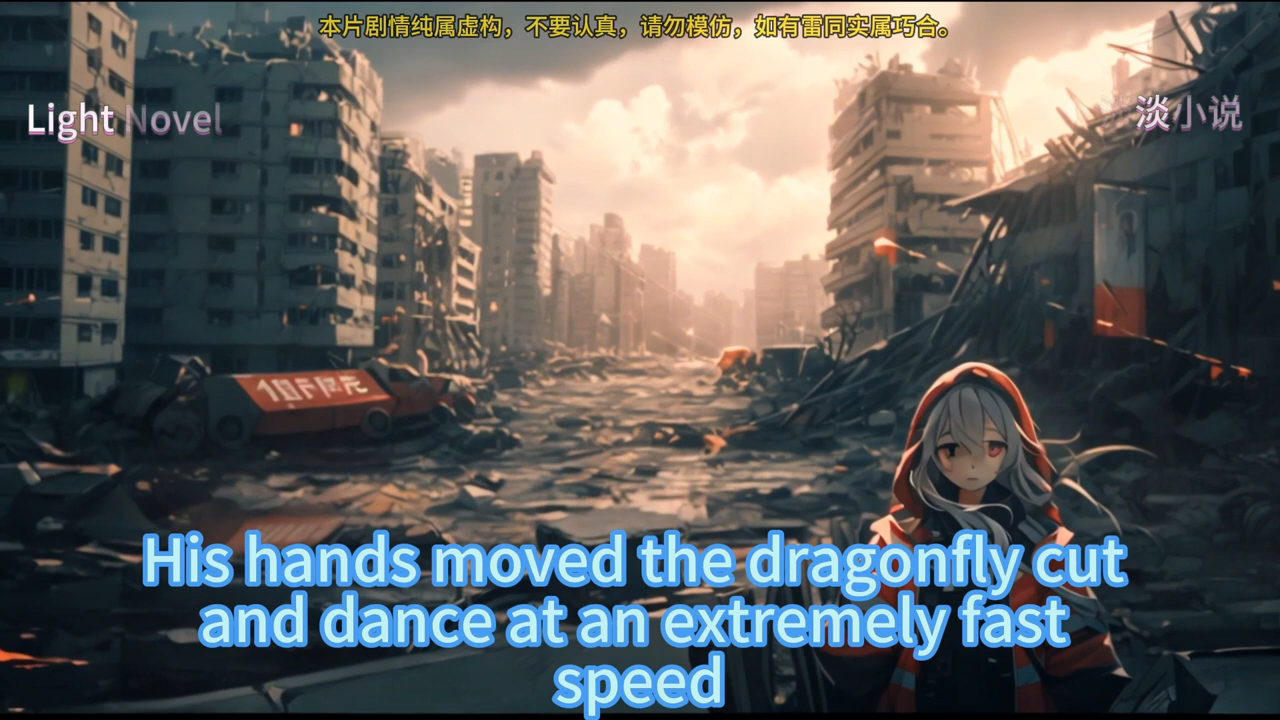 本片剧情纯属虚构，不要认真，请勿模仿，如有雷同实属巧合。
Light Novel
淡小说
His hands moved the dragonfly cut
and dance at an extremely fast
speed